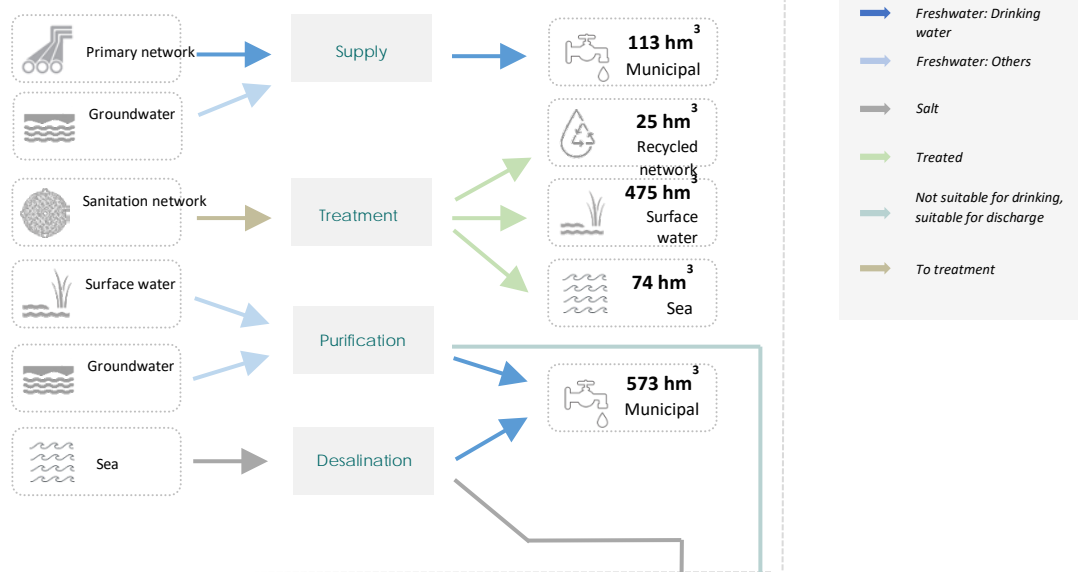 Primary network
Supply
113 hm3
Municipal
Groundwater
25 hm3
Recycled
network
Sanitation network
Treatment
475 hm3
Surface
water
Surface water
74 hm3
Sea
Purification
Groundwater
573 hm3
Municipal
Sea
Desalination
Freshwater: Drinking
water
Freshwater: Others
Salt
Treated
Not suitable for drinking,
suitable for discharge
To treatment